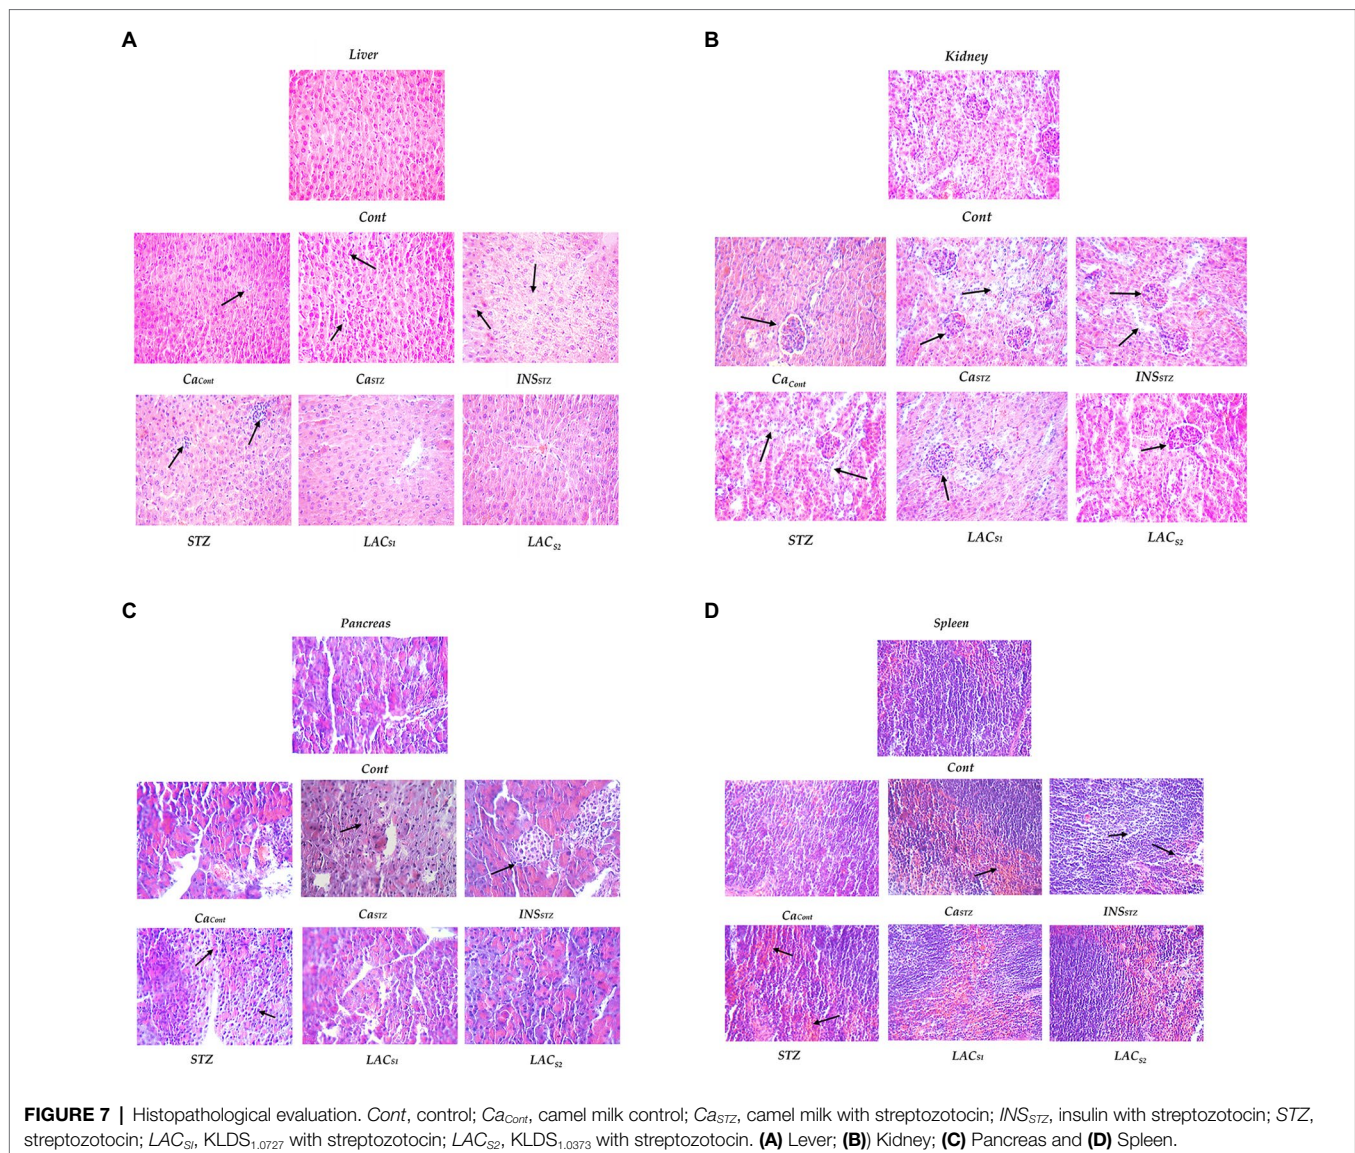 A
Liver
Cont
CaCont CaSTZ INSSTZ
STZ LACS1 LACS2
B
Kidney
Cont
CaCont CaSTZ INSSTZ
STZ LACS1 LACS2
C
Pancreas
Cont
CaCont CaSTZ INSSTZ
STZ LACS1 LACS2
D
Spleen
Cont
CaCont CaSTZ INSSTZ
STZ LACS1 LACS2
FIGURE 7 | Histopathological evaluation. Cont, control; CaCont, camel milk control; CaSTZ, camel milk with streptozotocin; INSSTZ, insulin with streptozotocin; STZ,
streptozotocin; LACSI, KLDS1.0727 with streptozotocin; LACS2, KLDS1.0373 with streptozotocin. (A) Lever; (B)) Kidney; (C) Pancreas and (D) Spleen.